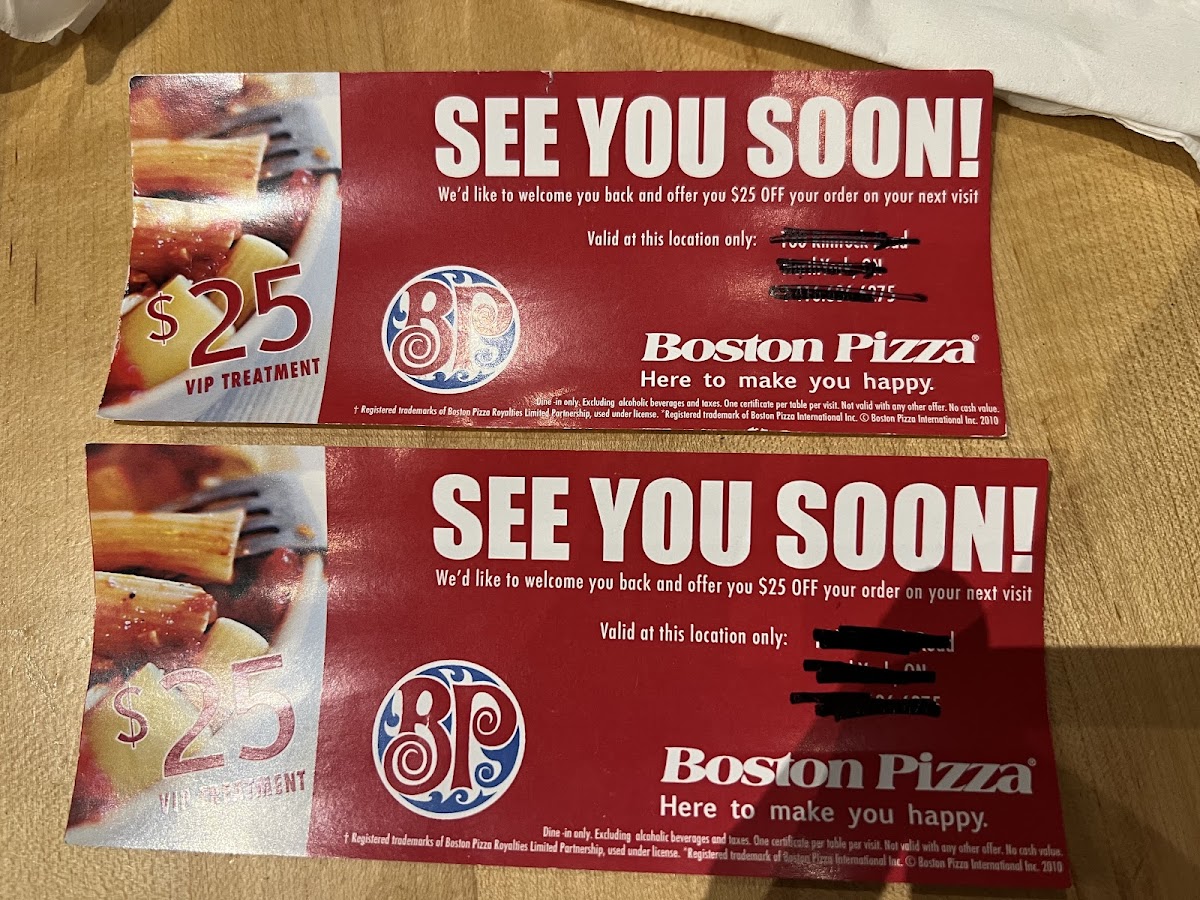 SEE YOU SOON!
We'd like to welcome you back and offer you $25 OFF your order on your next visit
Valid at this location only:
$25
VIP TREATMENT
BP
Boston Pizza®
Here to make you happy.
Dine -in only. Excluding alcoholic beverages and taxes. One certificate per table per visit. Not valid with any other offer. No cash value.
† Registered trademarks of Boston Pizza Royalties Limited Partnership, used under license. *Registered trademark of Boston Pizza International Inc. © Boston Pizza International Inc. 2010
SEE YOU SOON!
We'd like to welcome you back and offer you $25 OFF your order on your next visit
Valid at this location only:
ON
$25
VIP TREATMENT
BP
Boston Pizza®
Here to make you happy.
Dine -in only. Excluding alcoholic beverages and taxes. One certificate per table per visit. Not valid with any other offer. No cash value.
† Registered trademarks of Boston Pizza Royalties Limited Partnership, used under license. *Registered trademark of Boston Pizza International Inc. © Boston Pizza International Inc. 2010